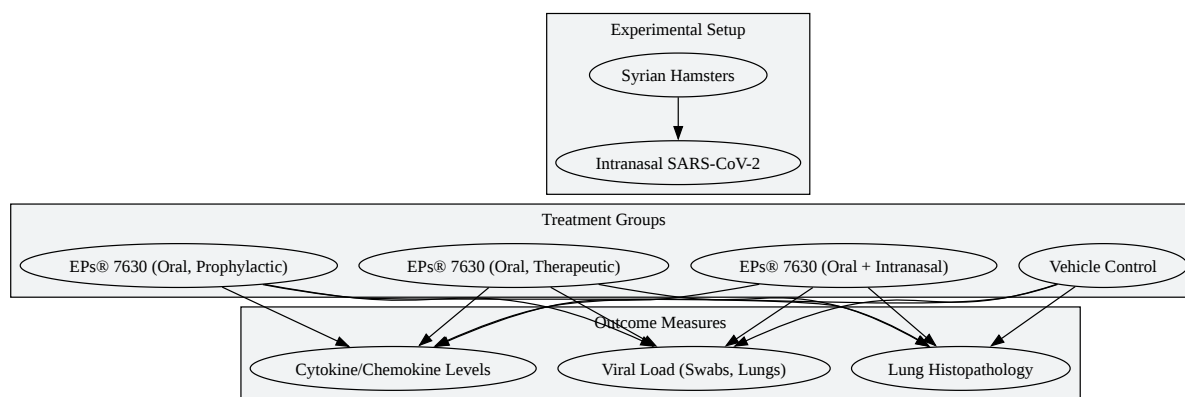 Experimental Setup
Syrian Hamsters
Intranasal SARS-CoV-2
Treatment Groups
EPs® 7630 (Oral, Prophylactic)
EPs® 7630 (Oral, Therapeutic)
EPs® 7630 (Oral + Intranasal)
Vehicle Control
Outcome Measures
Cytokine/Chemokine Levels
Viral Load (Swabs, Lungs)
Lung Histopathology